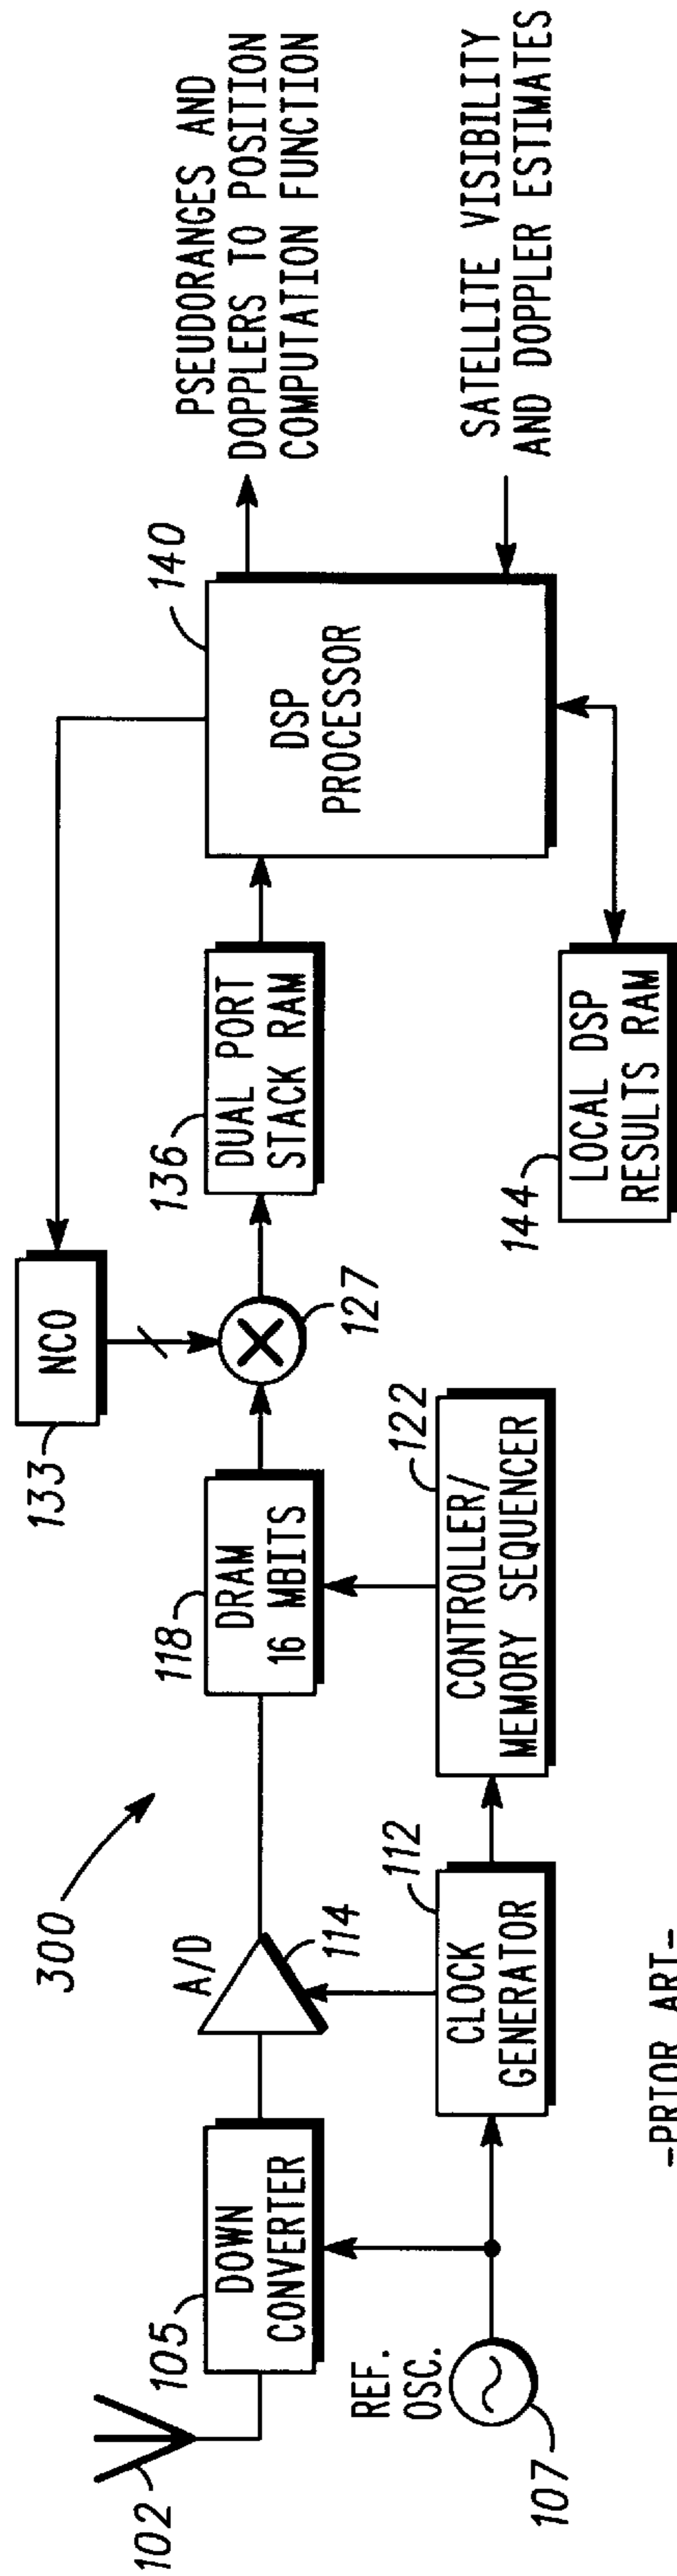 300
102
105
DOWN
CONVERTER
REF.
OSC.
107
A/D
114
112
CLOCK
GENERATOR
118
DRAM
16 MBITS
122
CONTROLLER/
MEMORY SEQUENCER
133
NCO
127
136
DUAL PORT
STACK RAM
140
DSP
PROCESSOR
144
LOCAL DSP
RESULTS RAM
PSEUDORANGES AND
DOPPLERS TO POSITION
COMPUTATION FUNCTION
SATELLITE VISIBILITY
AND DOPPLER ESTIMATES
-PRIOR ART-